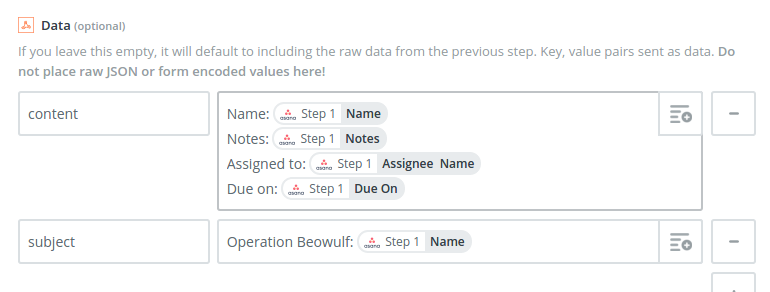 Data (optional)
If you leave this empty, it will default to including the raw data from the previous step. Key, value pairs sent as data. Do
not place raw JSON or form encoded values here!
content
Name: asana Step 1 Name
Notes: asana Step 1 Notes
Assigned to: asana Step 1 Assignee Name
Due on: asana Step 1 Due On
subject
Operation Beowulf: asana Step 1 Name